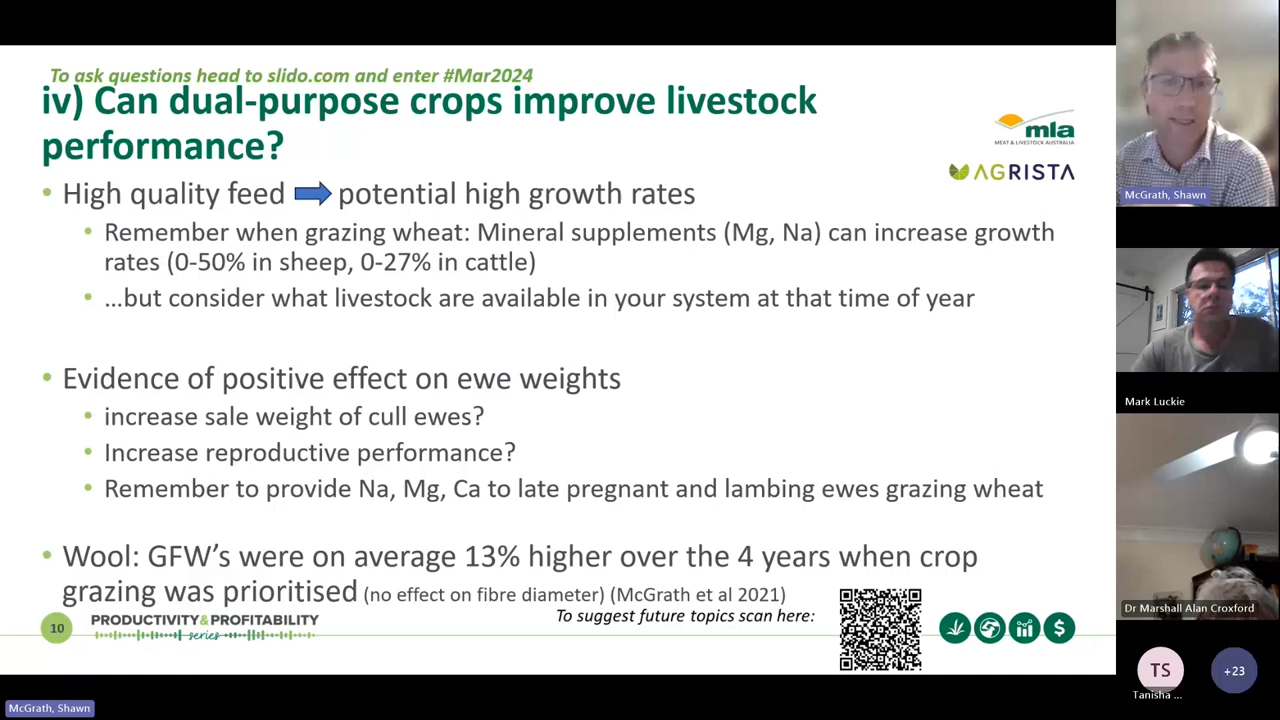 To ask questions head to slido.com and enter #Mar2024
iv) Can dual-purpose crops improve livestock
performance?
mla
MEAT & LIVESTOCK AUSTRALIA
AGRISTA
• High quality feed ➡ potential high growth rates
• Remember when grazing wheat: Mineral supplements (Mg, Na) can increase growth
rates (0-50% in sheep, 0-27% in cattle)
• ...but consider what livestock are available in your system at that time of year
• Evidence of positive effect on ewe weights
• increase sale weight of cull ewes?
• Increase reproductive performance?
• Remember to provide Na, Mg, Ca to late pregnant and lambing ewes grazing wheat
• Wool: GFW's were on average 13% higher over the 4 years when crop
grazing was prioritised (no effect on fibre diameter) (McGrath et al 2021)
To suggest future topics scan here:
10
PRODUCTIVITY&PROFITABILITY
series
$
McGrath, Shawn
McGrath, Shawn
Mark Luckie
Dr Marshall Alan Croxford
TS
Tanisha ...
+23